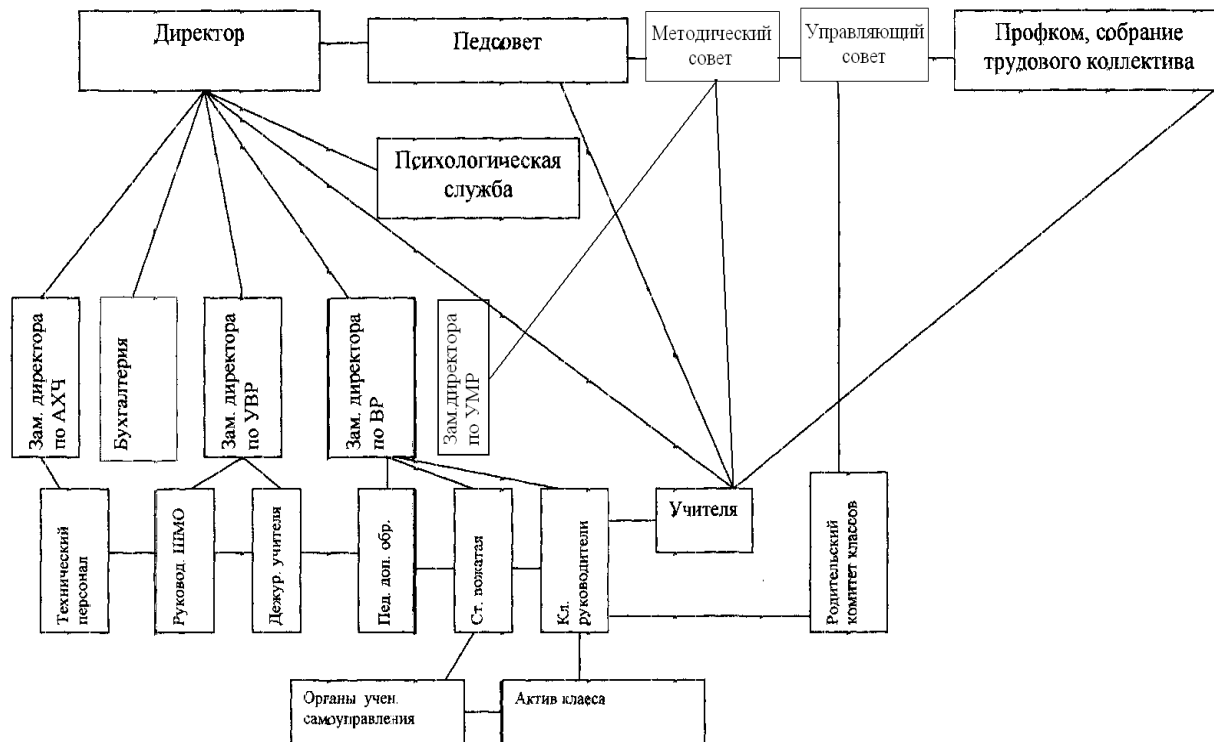 Директор
Педсовет
Методический
совет
Управляющий
совет
Профком, собрание
трудового коллектива
Психологическая
служба
Зам. директора
по АХЧ
Бухгалтерия
Зам. директора
по УВР
Зам. директора
по ВР
Зам.директора
по УМР
Технический
персонал
Руковод. ШМО
Дежур. учителя
Пед. доп. обр.
Ст. вожатая
Кл.
руководители
Учителя
Родительский
комитет классов
Органы учен.
самоуправления
Актив класса